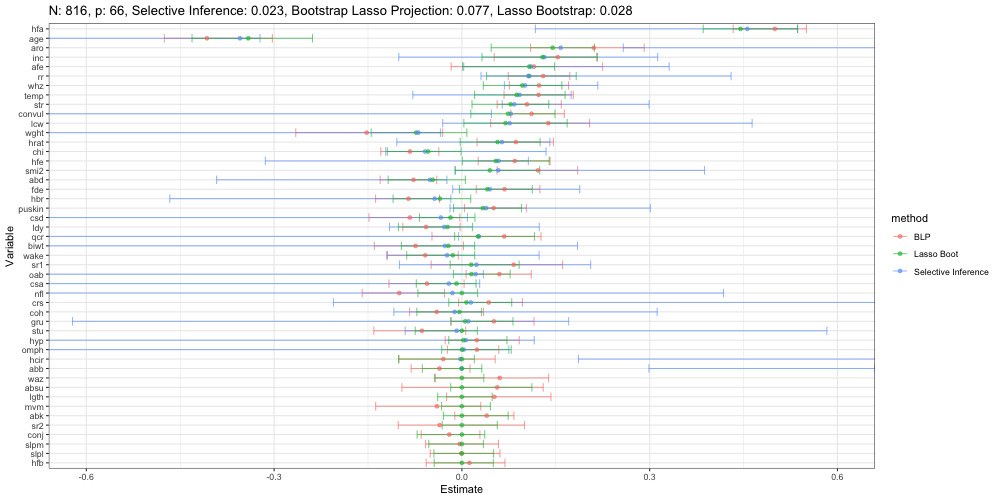 N: 816, p: 66, Selective Inference: 0.023, Bootstrap Lasso Projection: 0.077, Lasso Bootstrap: 0.028
Variable
hfa
age
aro
inc
afe
rr
whz
temp
str
convul
lcw
wght
hrat
chi
hfe
smi2
abd
fde
hbr
puskin
csd
ldy
qcr
biwt
wake
sr1
oab
csa
nfl
crs
coh
gru
stu
hyp
omph
hcir
abb
waz
absu
lgth
mvm
abk
sr2
conj
slpm
slpl
hfb
-0.6
-0.3
0.0
0.3
0.6
Estimate
method
BLP
Lasso Boot
Selective Inference